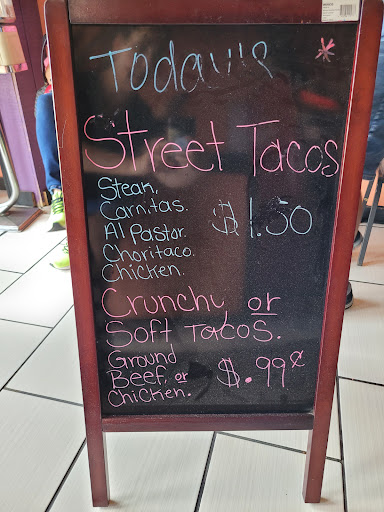 Today's
Street Tacos
Steak,
Carnitas.
Al Pastor. $1.50
Choritaco.
Chicken.
Crunchy or
Soft Tacos.
Ground
Beef, or $.99¢
Chicken.